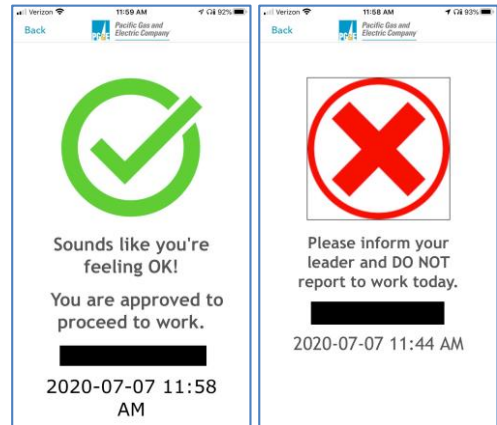 Verizon 11:59 AM 92%
Back Pacific Gas and
PG&E Electric Company
Sounds like you're
feeling OK!
You are approved to
proceed to work.
2020-07-07 11:58
AM
Verizon 11:58 AM 93%
Back Pacific Gas and
PG&E Electric Company
Please inform your
leader and DO NOT
report to work today.
2020-07-07 11:44 AM